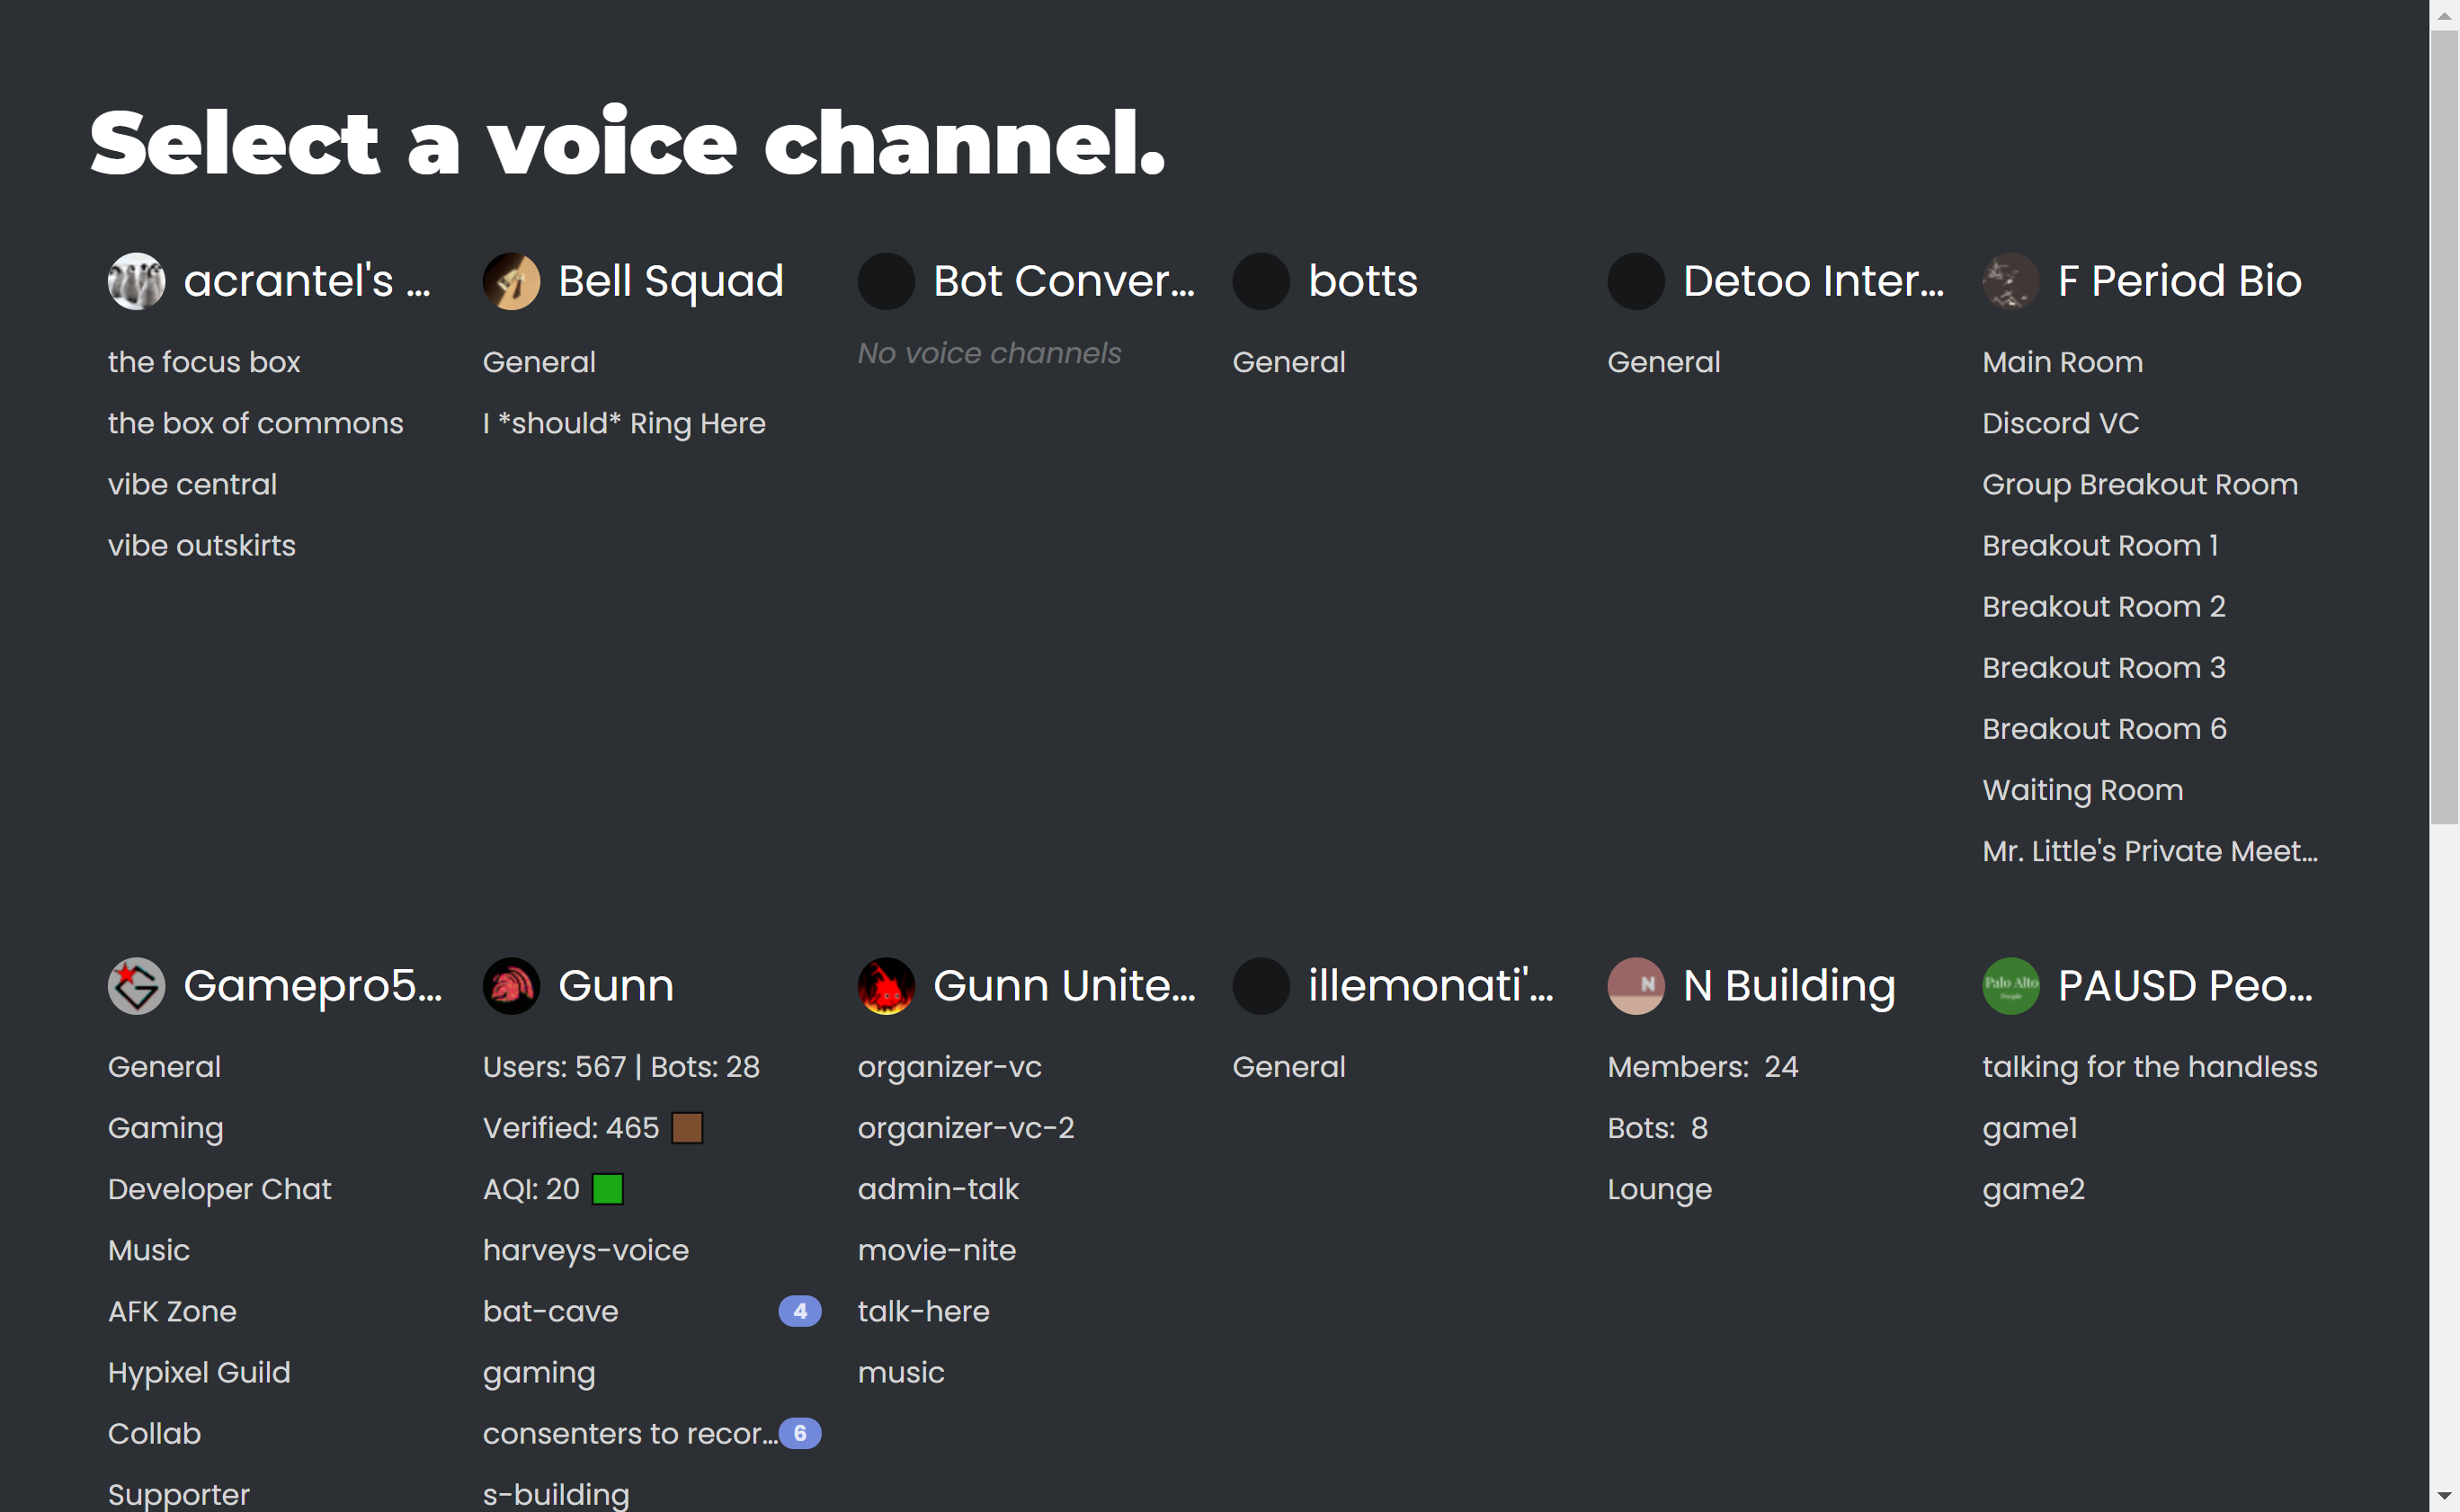 Select a voice channel.
acrantel's ...
the focus box
the box of commons
vibe central
vibe outskirts
Bell Squad
General
I *should* Ring Here
Bot Conver...
No voice channels
botts
General
Detoo Inter...
General
F Period Bio
Main Room
Discord VC
Group Breakout Room
Breakout Room 1
Breakout Room 2
Breakout Room 3
Breakout Room 6
Waiting Room
Mr. Little's Private Meet...
Gamepro5...
General
Gaming
Developer Chat
Music
AFK Zone
Hypixel Guild
Collab
Supporter
Gunn
Users: 567 | Bots: 28
Verified: 465
AQI: 20
harveys-voice
bat-cave 4
gaming
consenters to recor... 6
s-building
Gunn Unite...
organizer-vc
organizer-vc-2
admin-talk
movie-nite
talk-here
music
illemonati'...
General
N
N Building
Members: 24
Bots: 8
Lounge
Palo Alto
People
PAUSD Peo...
talking for the handless
game1
game2